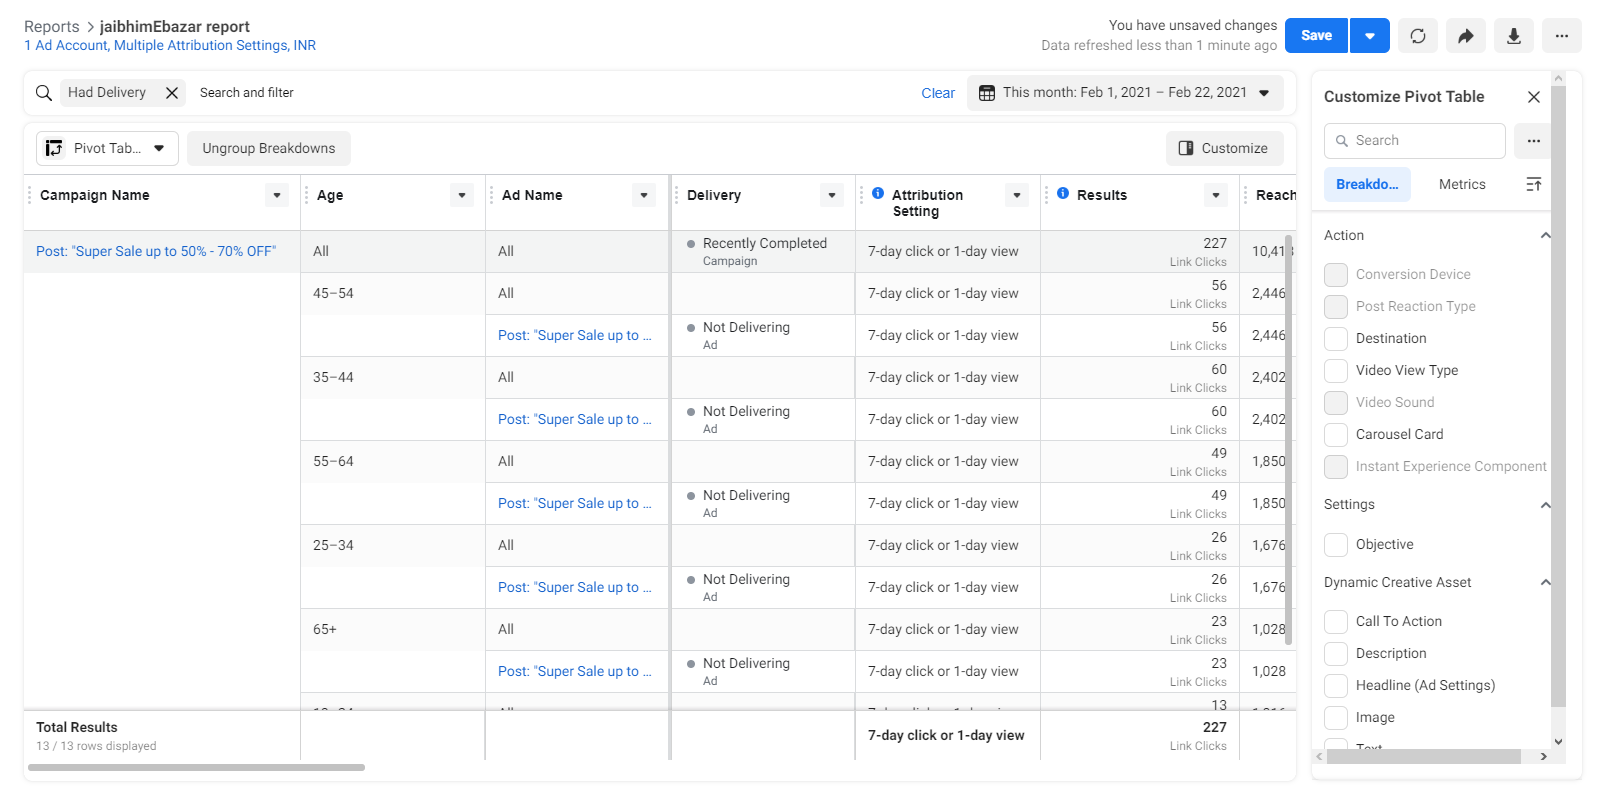 Reports > jaibhimEbazar report
1 Ad Account, Multiple Attribution Settings, INR
You have unsaved changes
Data refreshed less than 1 minute ago
Save
Had Delivery
Search and filter
Clear
This month: Feb 1, 2021 – Feb 22, 2021
Pivot Tab...
Ungroup Breakdowns
Customize
Campaign Name
Age
Ad Name
Delivery
Attribution
Setting
Results
Reach
Post: "Super Sale up to 50% - 70% OFF"
All
All
Recently Completed
Campaign
7-day click or 1-day view
227
Link Clicks
10,413
45–54
All
7-day click or 1-day view
56
Link Clicks
2,446
Post: "Super Sale up to ...
Not Delivering
Ad
7-day click or 1-day view
56
Link Clicks
2,446
35–44
All
7-day click or 1-day view
60
Link Clicks
2,402
Post: "Super Sale up to ...
Not Delivering
Ad
7-day click or 1-day view
60
Link Clicks
2,402
55–64
All
7-day click or 1-day view
49
Link Clicks
1,850
Post: "Super Sale up to ...
Not Delivering
Ad
7-day click or 1-day view
49
Link Clicks
1,850
25–34
All
7-day click or 1-day view
26
Link Clicks
1,676
Post: "Super Sale up to ...
Not Delivering
Ad
7-day click or 1-day view
26
Link Clicks
1,676
65+
All
7-day click or 1-day view
23
Link Clicks
1,028
Post: "Super Sale up to ...
Not Delivering
Ad
7-day click or 1-day view
23
Link Clicks
1,028
13
Total Results
13 / 13 rows displayed
7-day click or 1-day view
227
Link Clicks
Customize Pivot Table
Search
Breakdo...
Metrics
Action
Conversion Device
Post Reaction Type
Destination
Video View Type
Video Sound
Carousel Card
Instant Experience Component
Settings
Objective
Dynamic Creative Asset
Call To Action
Description
Headline (Ad Settings)
Image
Text